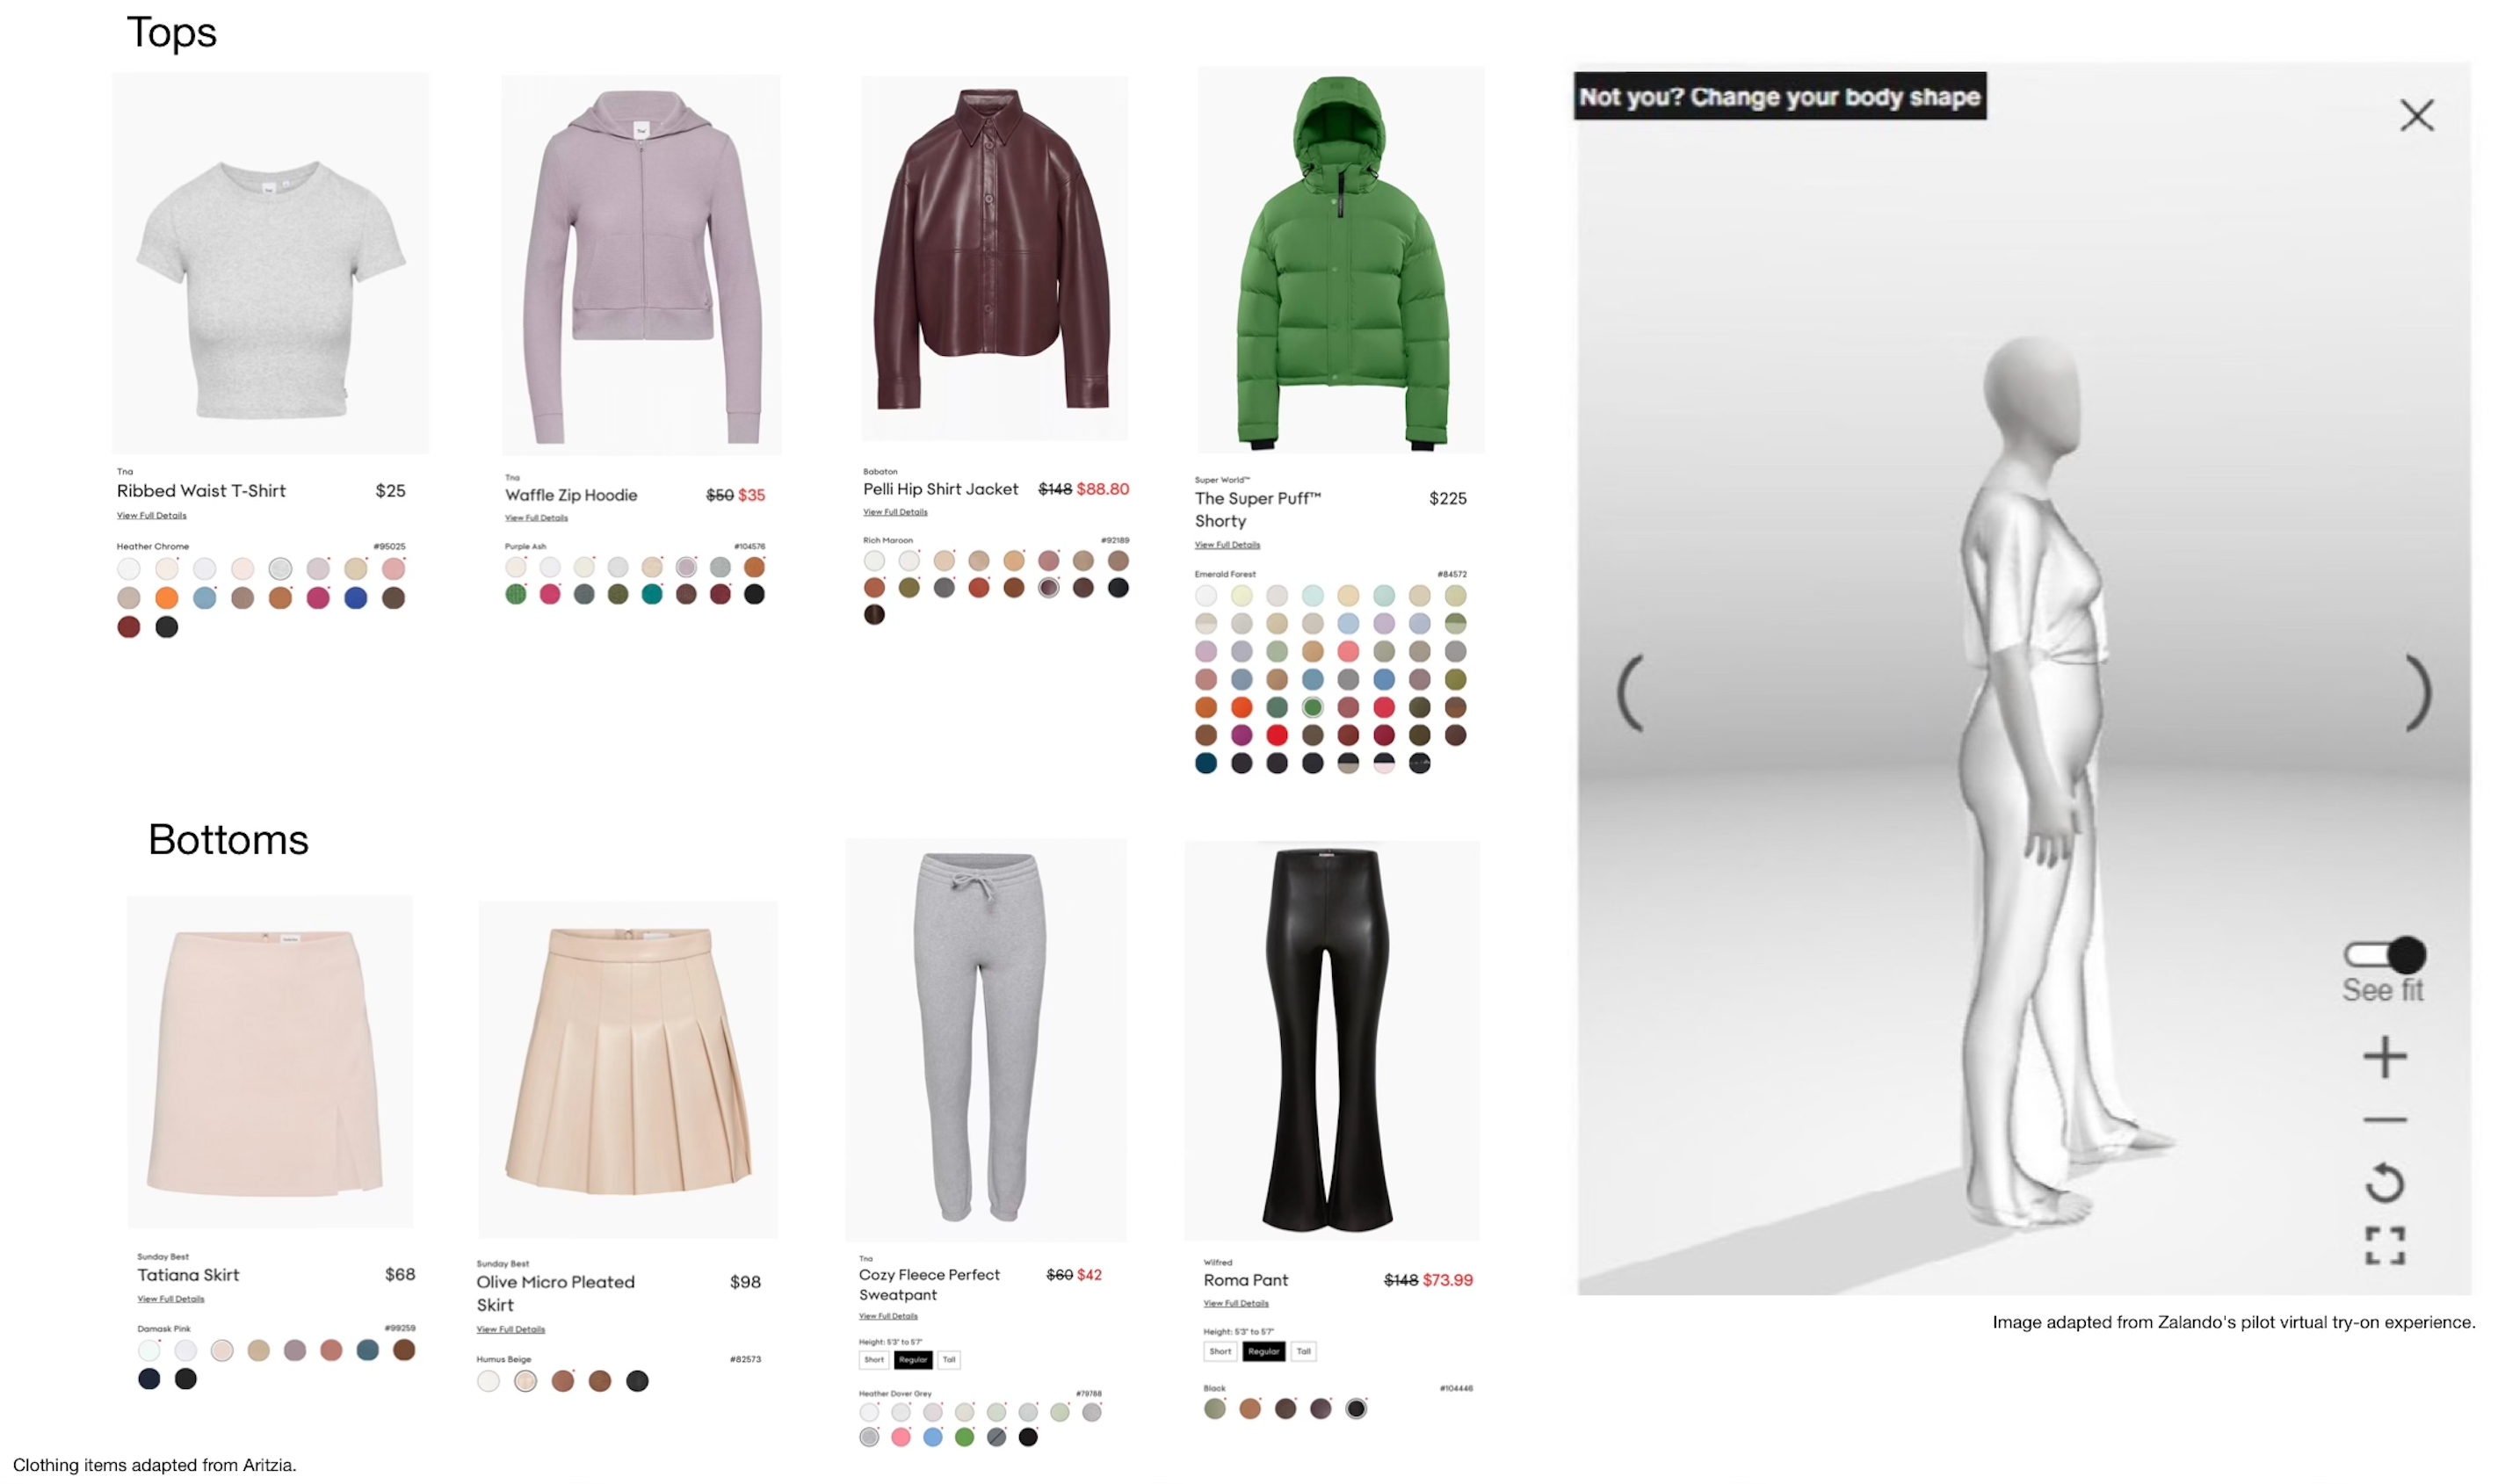 Tops
Tna
Ribbed Waist T-Shirt $25
View Full Details
Heather Chrome #95025
Tna
Waffle Zip Hoodie $50 $35
View Full Details
Purple Ash #104576
Babaton
Pelli Hip Shirt Jacket $148 $88.80
View Full Details
Rich Maroon #92189
Super World™
The Super Puff™ $225
Shorty
View Full Details
Emerald Forest #84572
Bottoms
Sunday Best
Tatiana Skirt $68
View Full Details
Damask Pink #99259
Sunday Best
Olive Micro Pleated $98
Skirt
View Full Details
Humus Beige #82573
Tna
Cozy Fleece Perfect $60 $42
Sweatpant
View Full Details
Height: 5'3" to 5'7"
Short Regular Tall
Heather Dover Grey #79788
Wilfred
Roma Pant $148 $73.99
View Full Details
Height: 5'3" to 5'7"
Short Regular Tall
Black #104446
Clothing items adapted from Aritzia.
Not you? Change your body shape
See fit
Image adapted from Zalando's pilot virtual try-on experience.